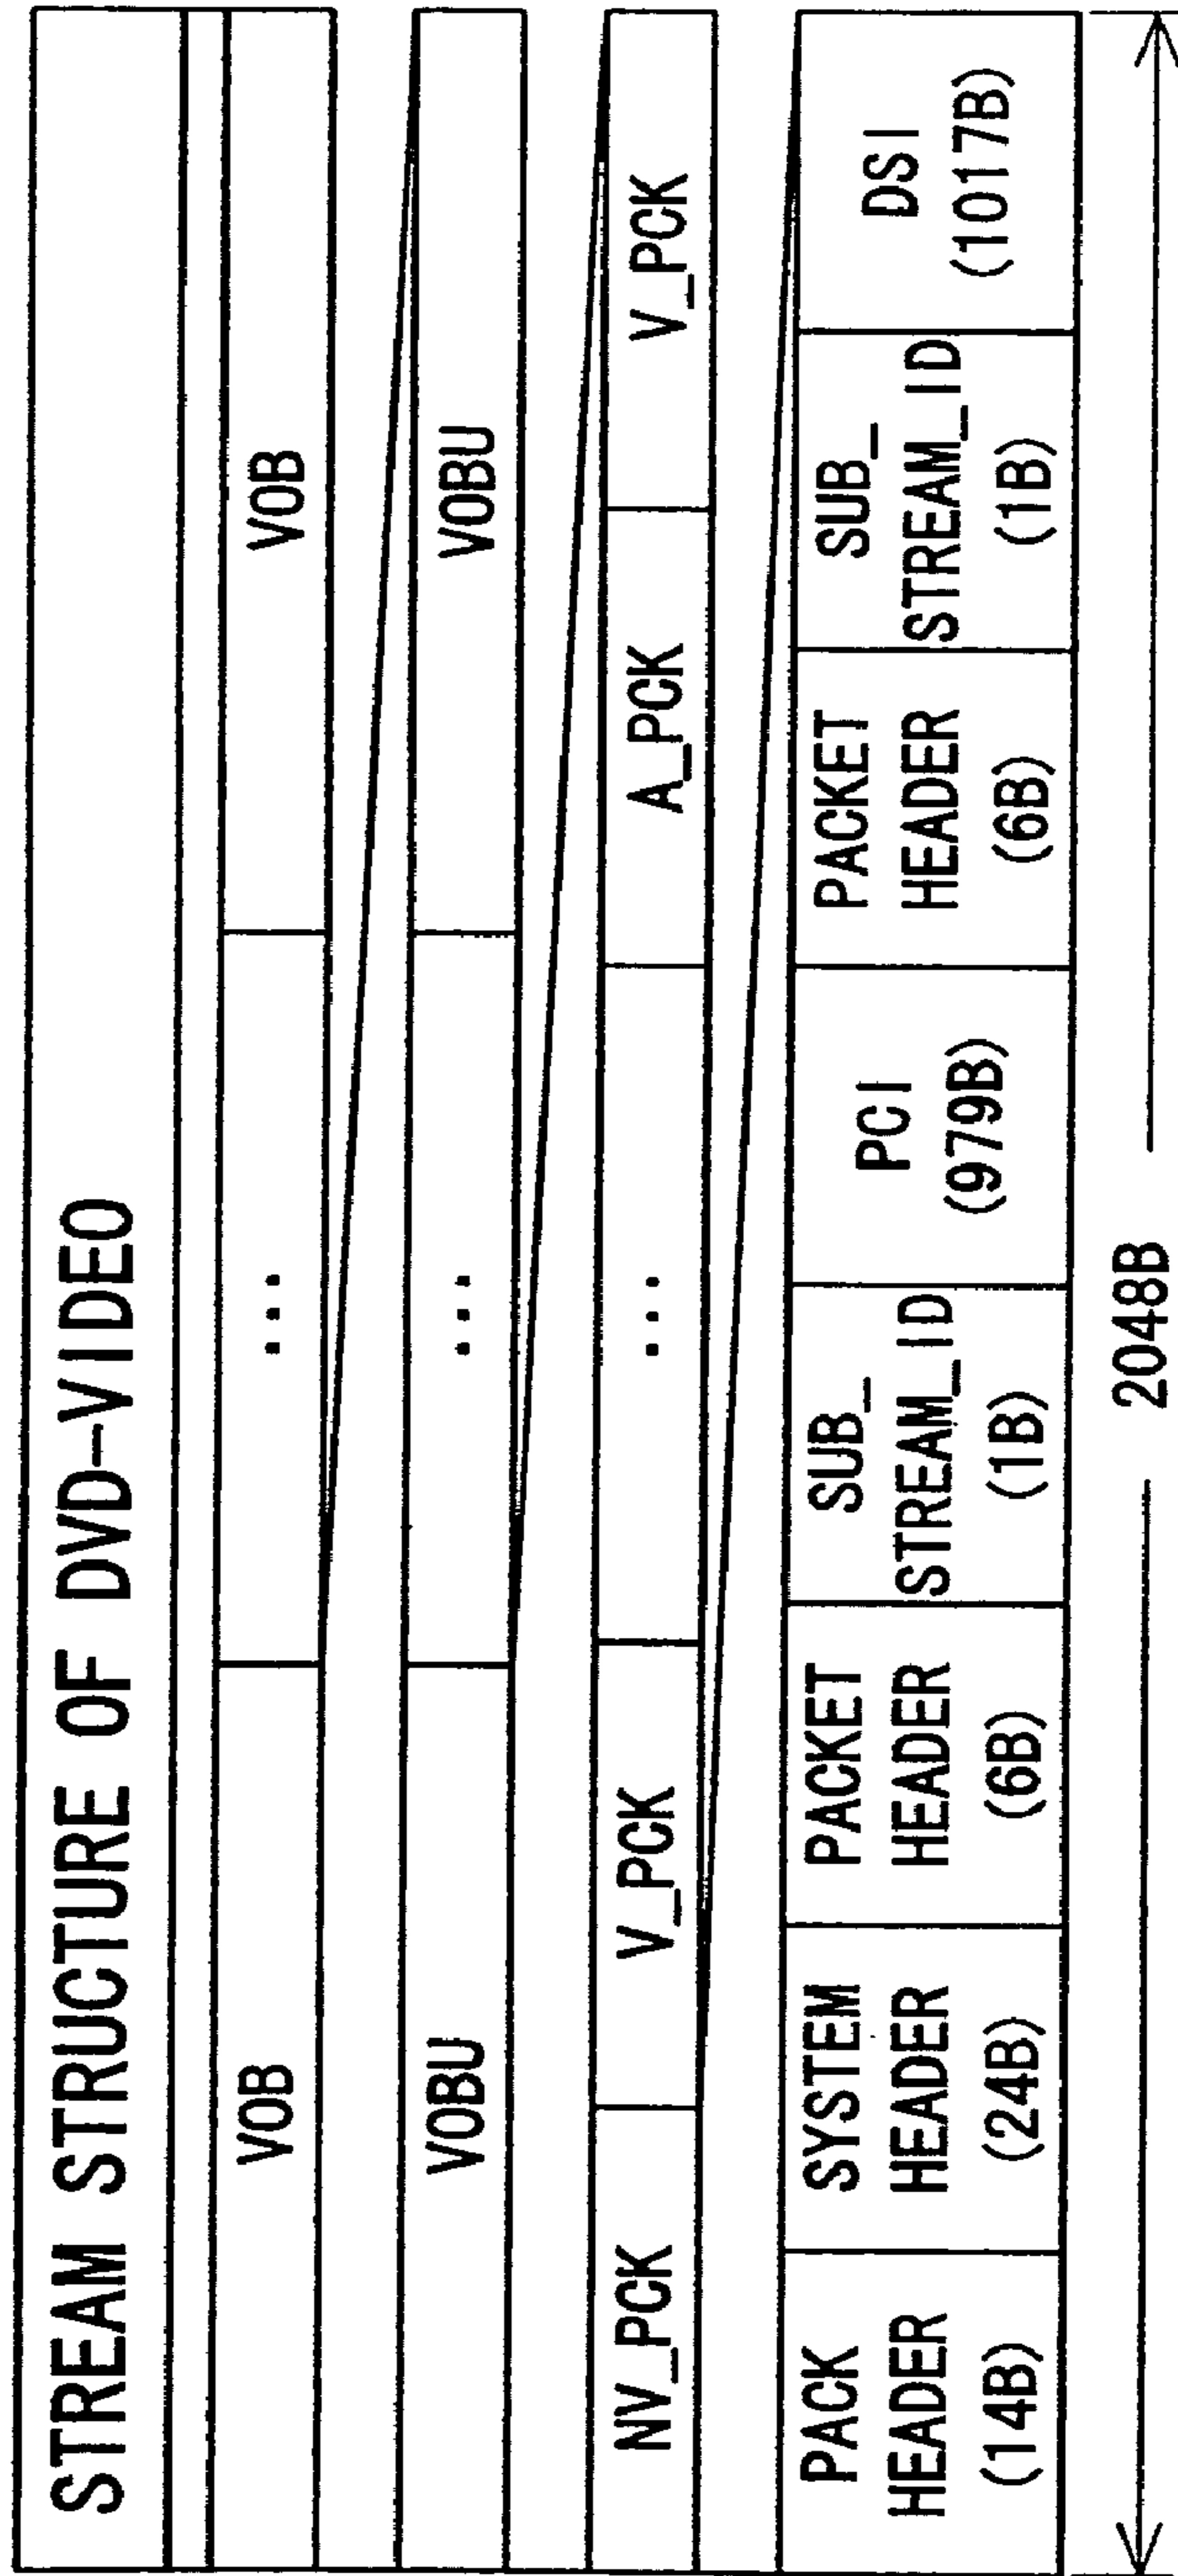 STREAM STRUCTURE OF DVD-VIDEO
VOB ... VOB
VOBU ... VOBU
NV_PCK V_PCK ... A_PCK V_PCK
PACK
HEADER
(14B)
SYSTEM
HEADER
(24B)
PACKET
HEADER
(6B)
SUB_
STREAM_ID
(1B)
PCI
(979B)
PACKET
HEADER
(6B)
SUB_
STREAM_ID
(1B)
DSI
(1017B)
2048B